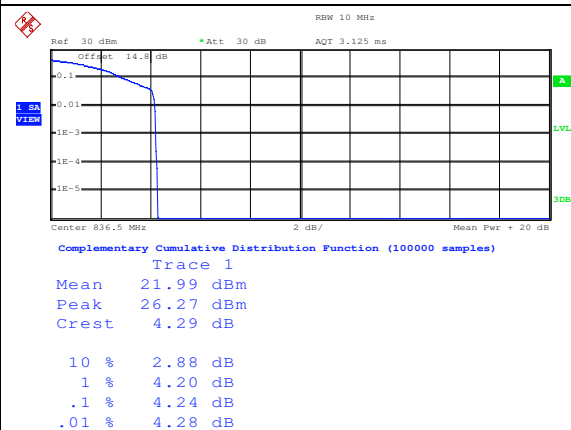 R S
RBW 10 MHz
Ref 30 dBm *Att 30 dB AQT 3.125 ms
Offset 14.8 dB
0.1
A
0.01
1 SA
VIEW
1E-3
LVL
1E-4
1E-5
3DB
Center 836.5 MHz 2 dB/ Mean Pwr + 20 dB
Complementary Cumulative Distribution Function (100000 samples)
Trace 1
Mean 21.99 dBm
Peak 26.27 dBm
Crest 4.29 dB
10 % 2.88 dB
1 % 4.20 dB
.1 % 4.24 dB
.01 % 4.28 dB